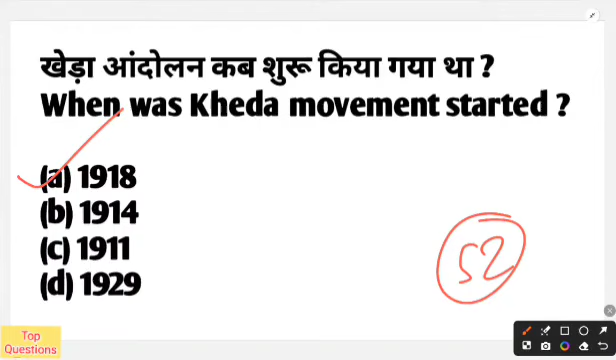 खेड़ा आंदोलन कब शुरू किया गया था ?
When was Kheda movement started ?
(a) 1918
(b) 1914
(c) 1911
(d) 1929
52
Top
Questions